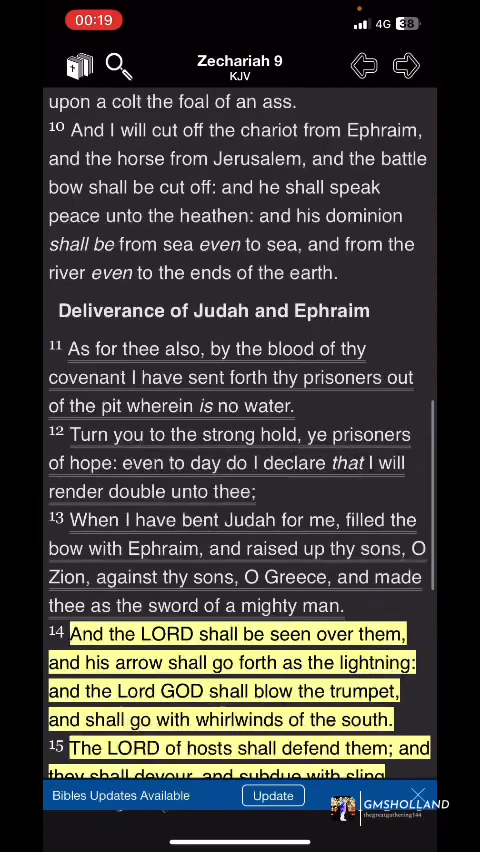 00:19
4G 38
Zechariah 9
KJV
upon a colt the foal of an ass.
10 And I will cut off the chariot from Ephraim,
and the horse from Jerusalem, and the battle
bow shall be cut off: and he shall speak
peace unto the heathen: and his dominion
shall be from sea even to sea, and from the
river even to the ends of the earth.
Deliverance of Judah and Ephraim
11 As for thee also, by the blood of thy
covenant I have sent forth thy prisoners out
of the pit wherein is no water.
12 Turn you to the strong hold, ye prisoners
of hope: even to day do I declare that I will
render double unto thee;
13 When I have bent Judah for me, filled the
bow with Ephraim, and raised up thy sons, O
Zion, against thy sons, O Greece, and made
thee as the sword of a mighty man.
14 And the LORD shall be seen over them,
and his arrow shall go forth as the lightning:
and the Lord GOD shall blow the trumpet,
and shall go with whirlwinds of the south.
15 The LORD of hosts shall defend them; and
they shall devour, and subdue with sling
Bibles Updates Available
Update
GMSHOLLAND
thegreatgathering144